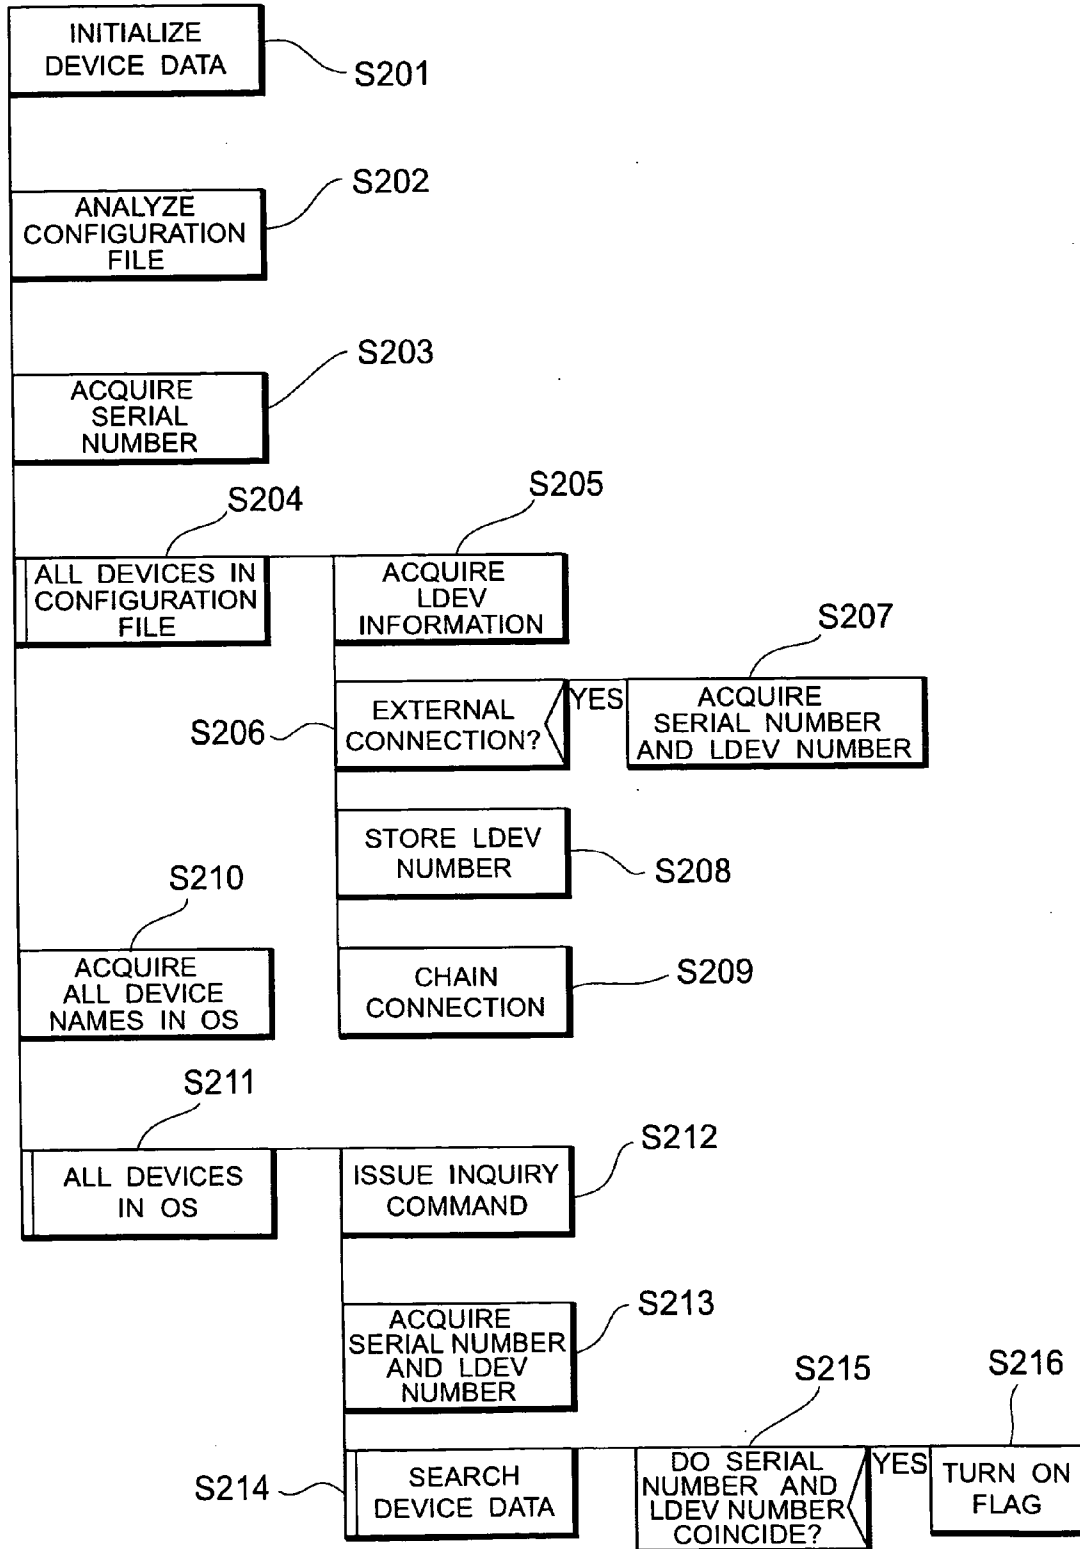 INITIALIZE
DEVICE DATA
S201
S202
ANALYZE
CONFIGURATION
FILE
S203
ACQUIRE
SERIAL
NUMBER
S204
ALL DEVICES IN
CONFIGURATION
FILE
S205
ACQUIRE
LDEV
INFORMATION
S206
EXTERNAL
CONNECTION?
YES
S207
ACQUIRE
SERIAL NUMBER
AND LDEV NUMBER
STORE LDEV
NUMBER
S208
CHAIN
CONNECTION
S209
S210
ACQUIRE
ALL DEVICE
NAMES IN OS
S211
ALL DEVICES
IN OS
S212
ISSUE INQUIRY
COMMAND
S213
ACQUIRE
SERIAL NUMBER
AND LDEV
NUMBER
S214
SEARCH
DEVICE DATA
S215
DO SERIAL
NUMBER AND
LDEV NUMBER
COINCIDE?
YES
S216
TURN ON
FLAG